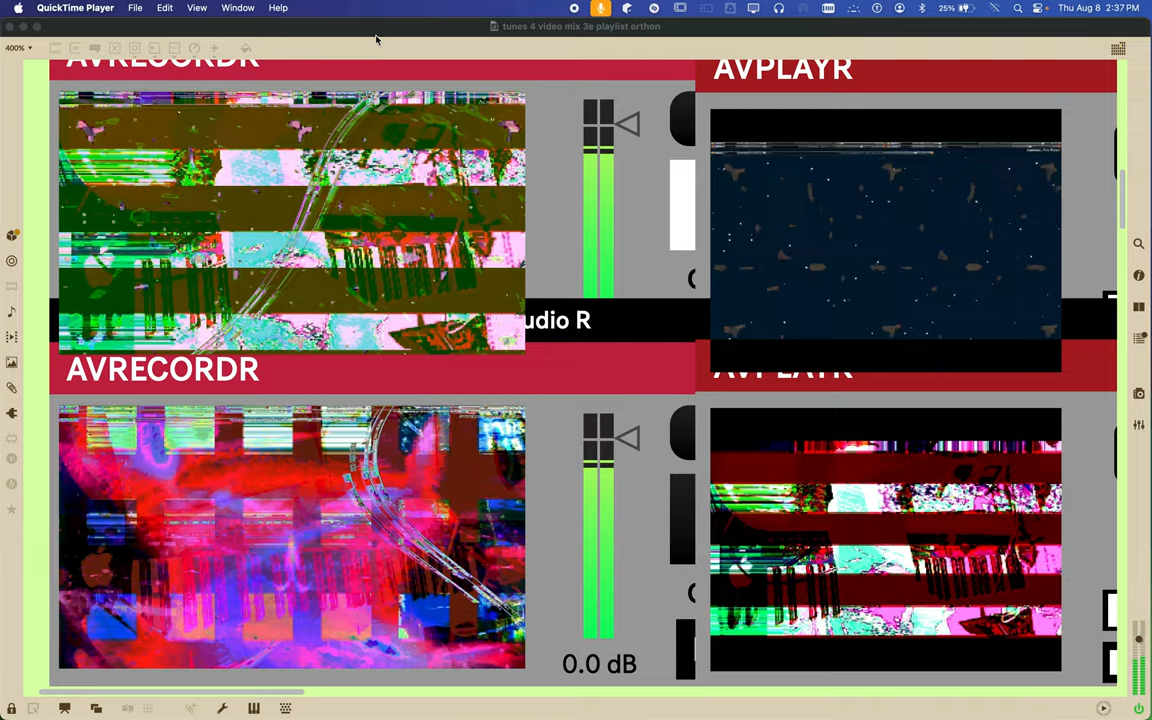 QuickTime Player File Edit View Window Help 25% Thu Aug 8 2:37 PM
tunes 4 video mix 3e playlist orthon
400%
AVRECORDR
AVPLAYR
udio R
AVRECORDR
AVPLAYR
0.0 dB